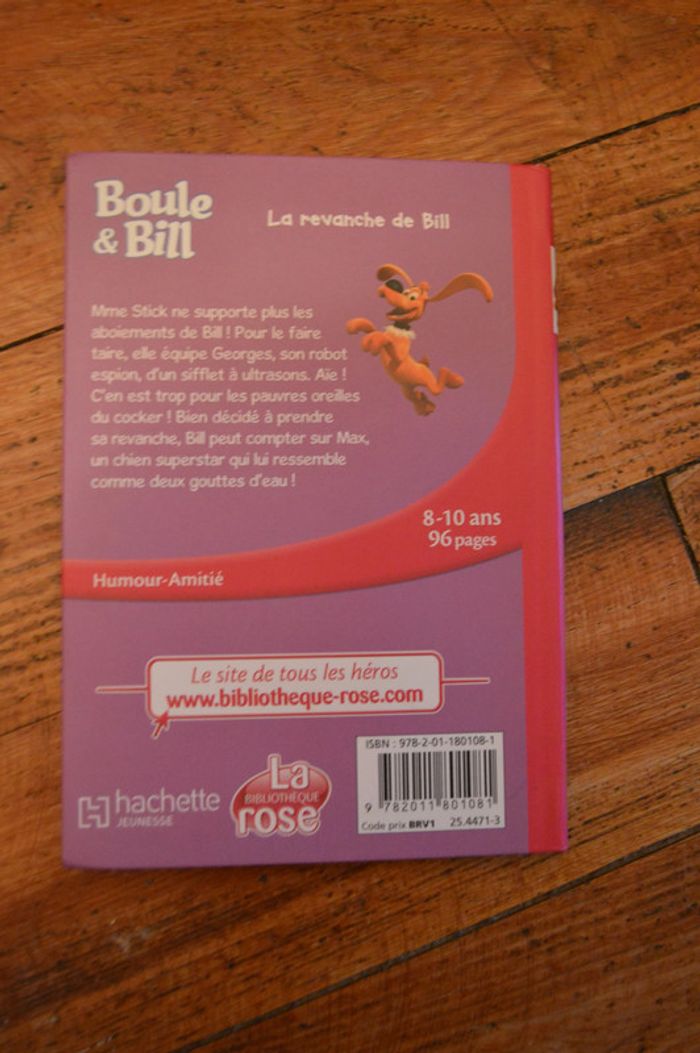 Boule
& Bill
La revanche de Bill
Mme Stick ne supporte plus les
aboiements de Bill ! Pour le faire
taire, elle équipe Georges, son robot
espion, d'un sifflet à ultrasons. Aïe !
C'en est trop pour les pauvres oreilles
du cocker ! Bien décidé à prendre
sa revanche, Bill peut compter sur Max,
un chien superstar qui lui ressemble
comme deux gouttes d'eau !
8-10 ans
96 pages
Humour-Amitié
Le site de tous les héros
www.bibliotheque-rose.com
hachette
JEUNESSE
La
BIBLIOTHÈQUE
rose
ISBN : 978-2-01-180108-1
9 782011 801081
Code prix BRV1 25.4471-3